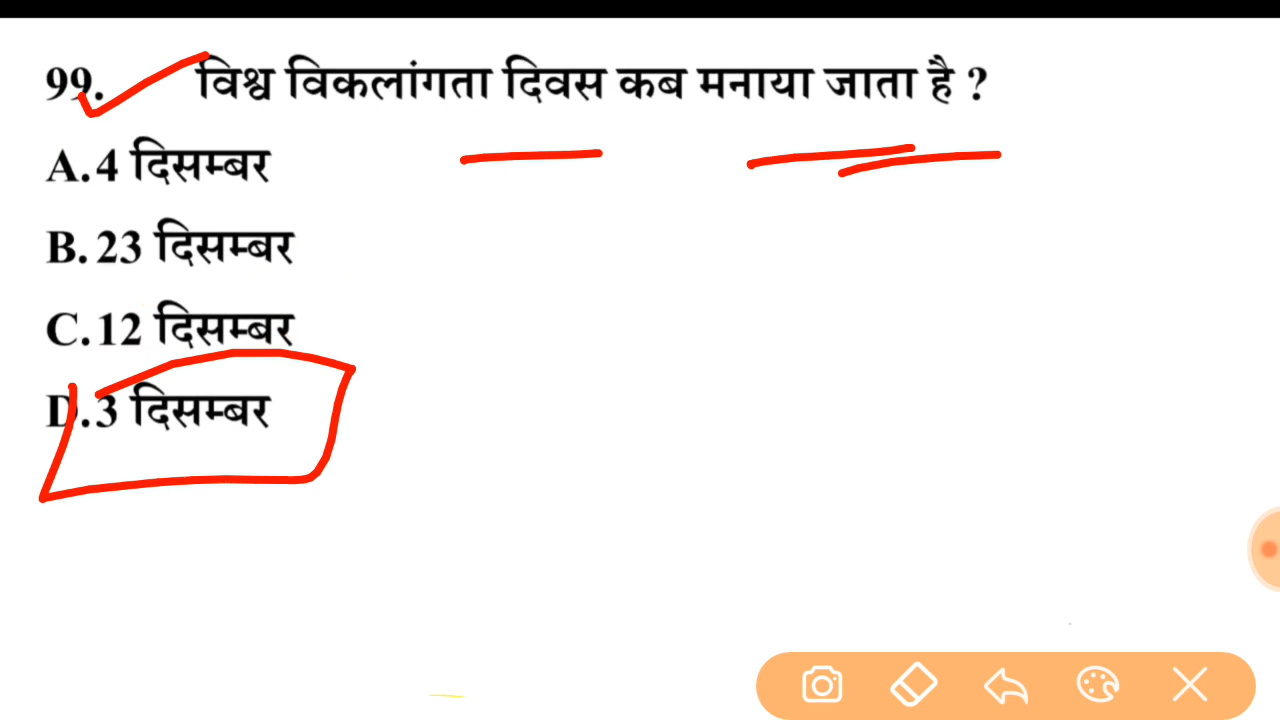 99. विश्व विकलांगता दिवस कब मनाया जाता है ?
A. 4 दिसम्बर
B. 23 दिसम्बर
C. 12 दिसम्बर
D. 3 दिसम्बर